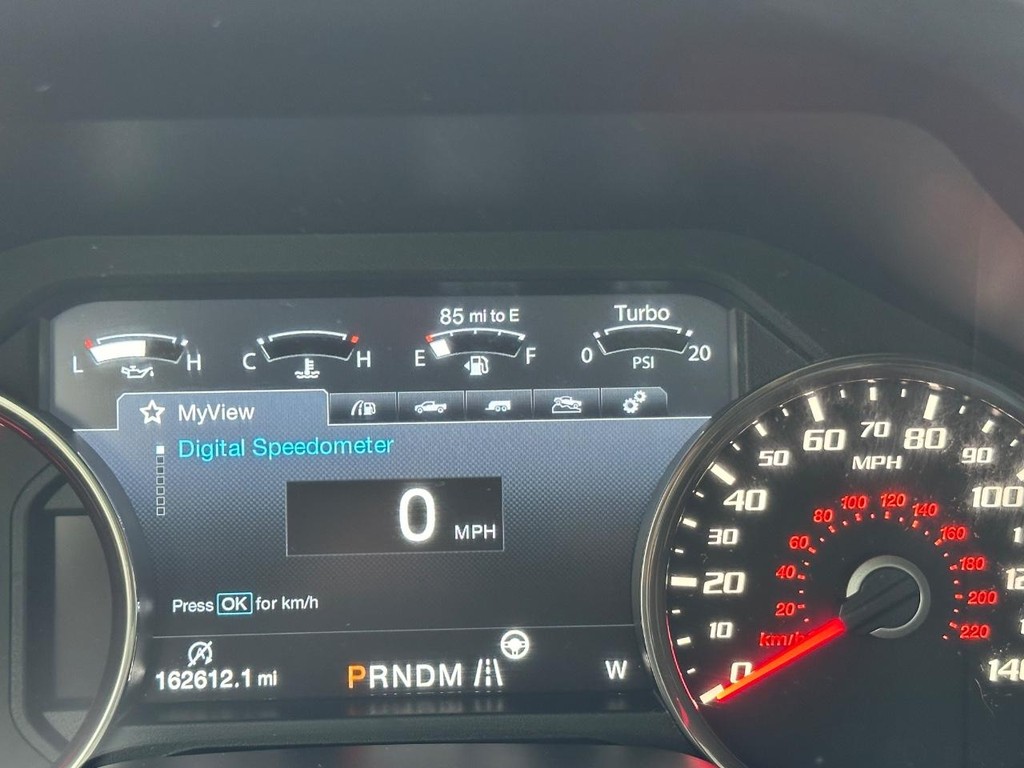 85 mi to E
Turbo
L H
C H
E F
0 PSI 20
MyView
Digital Speedometer
0 MPH
Press OK for km/h
162612.1 mi
PRNDM
W
0 10 20 30 40 50 60 70 80 90 100 140
MPH
km/h 20 40 60 80 100 120 140 160 180 200 220